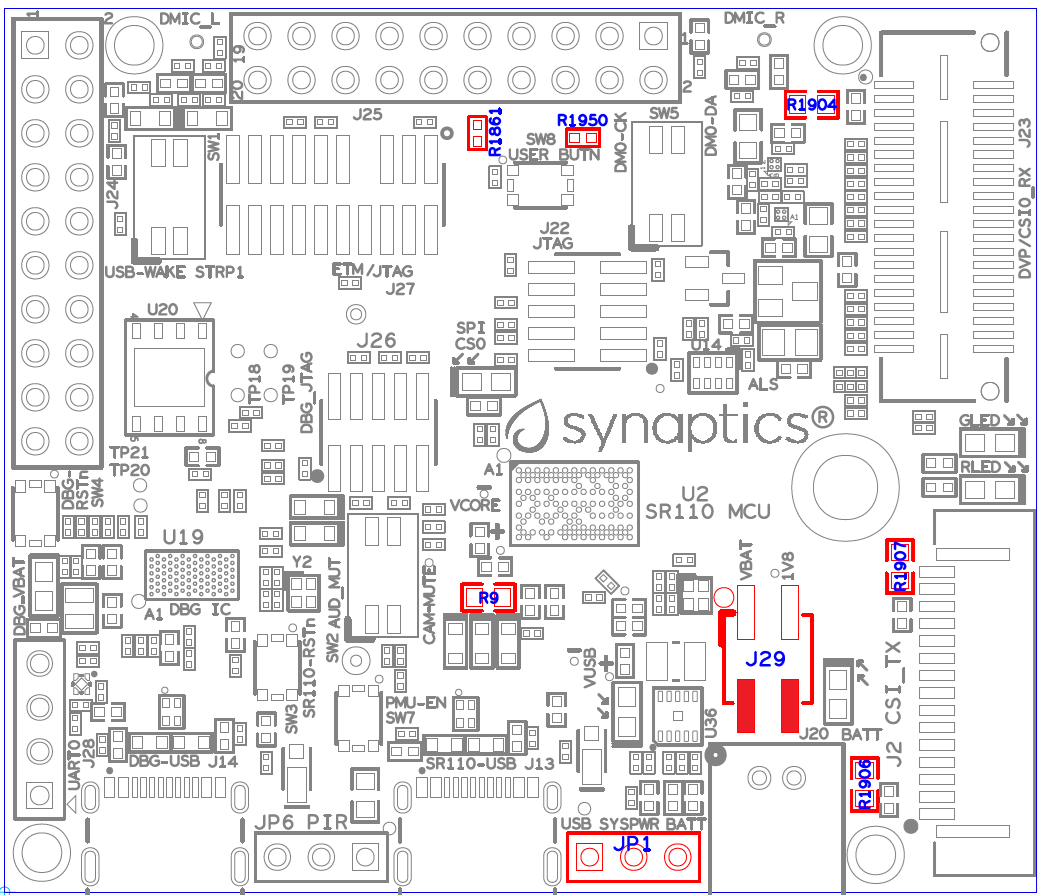 1
2
DMIC_L
DMIC_R
19
20
1
2
J25
R1904
J23
DVP/CSI0_RX
R1861
R1950
SW8
USER BUTN
SW5
DM0-CK
DM0-DA
SW1
J24
A1
USB-WAKE STRP1
ETM/JTAG
J27
J22
JTAG
U20
J26
SPI
CS0
U14
ALS
TP18
TP19
DBG_JTAG
synaptics®
GLED
RLED
TP21
TP20
DBG-
RSTn
SW4
A1
VCORE
U2
SR110 MCU
U19
A1
DBG IC
DBG-VBAT
Y2
AUD_MUT
SW2
CAM-MUTE
R9
VBAT
1V8
R1907
J29
SR110-RSTn
SW3
PMU-EN
SW7
VUSB
U36
J20 BATT
J2 CSI_TX
UART0
J28
DBG-USB J14
SR110-USB J13
R1906
JP6 PIR
USB SYSPWR BATT
JP1